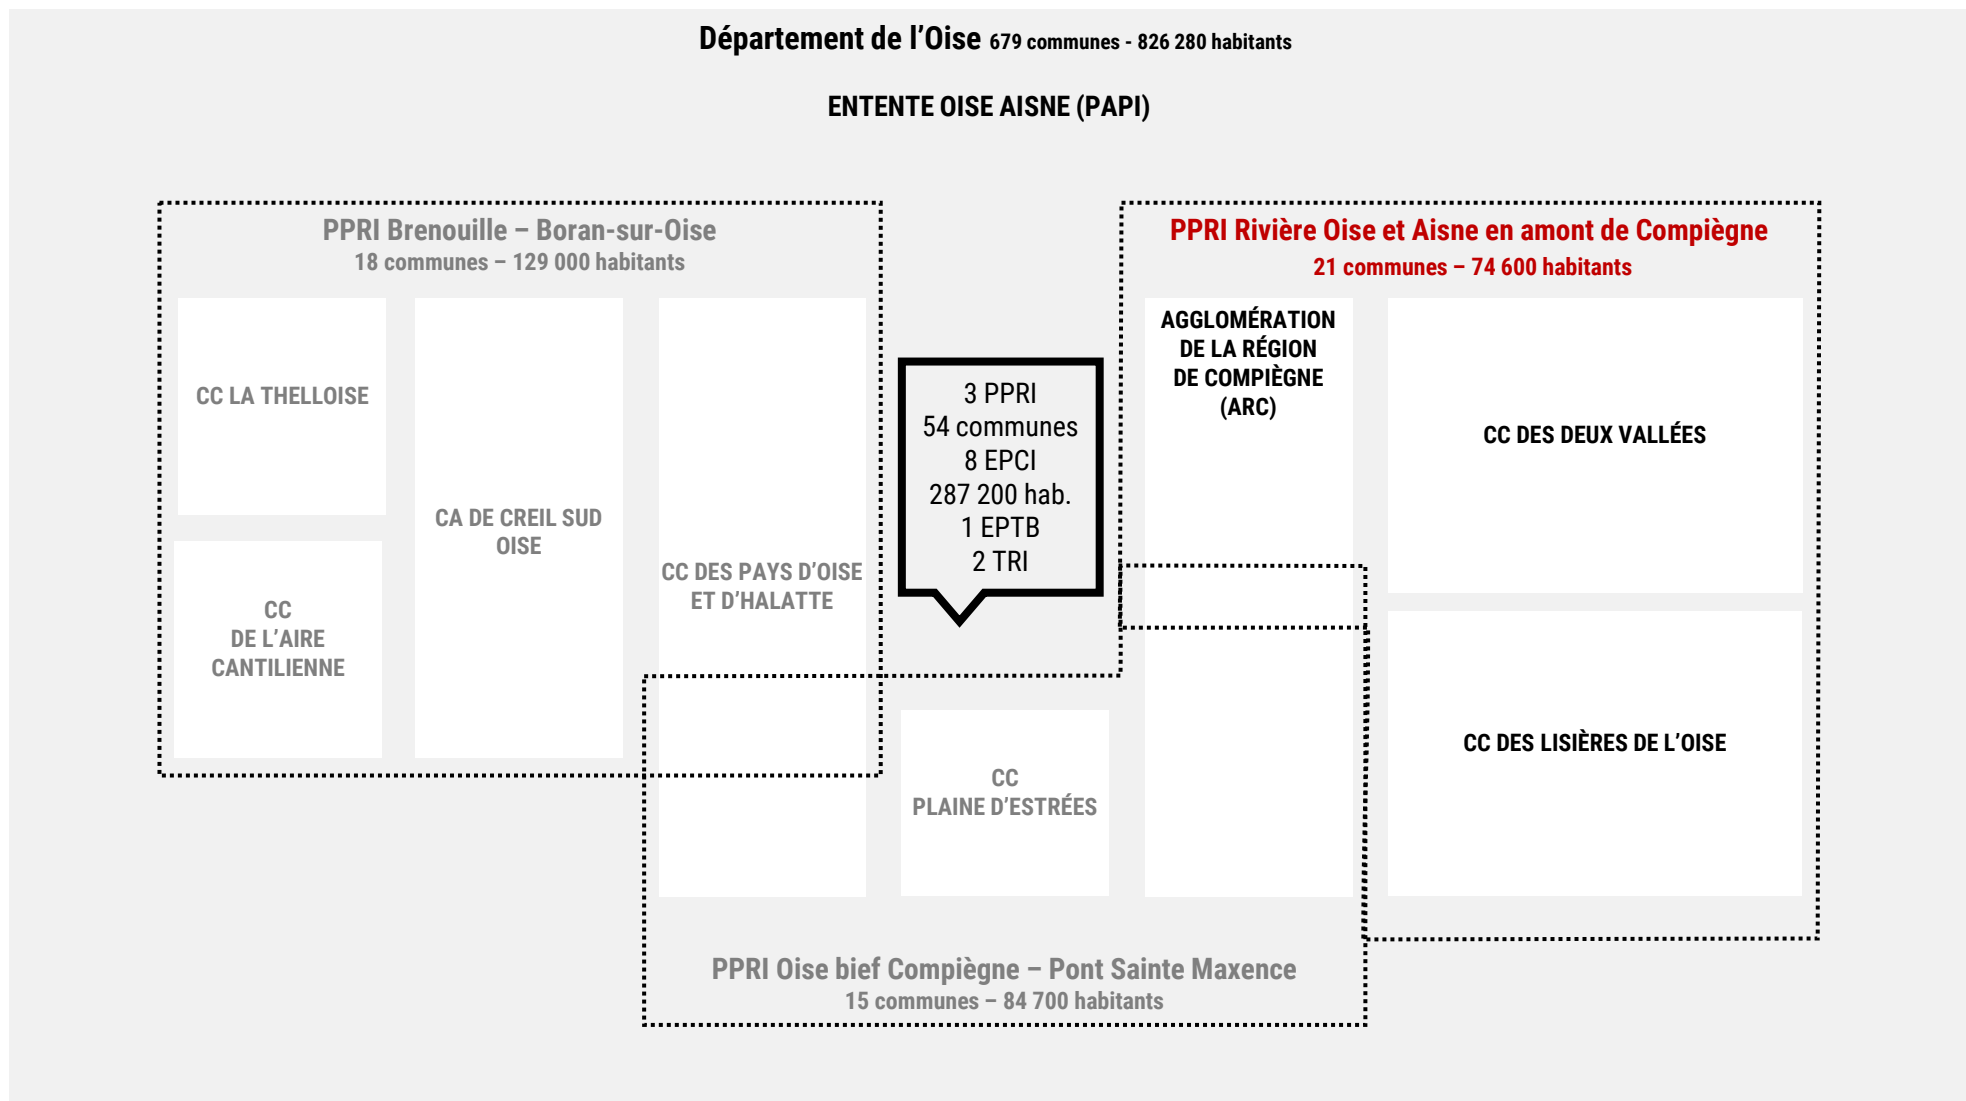 Département de l’Oise 679 communes - 826 280 habitants
ENTENTE OISE AISNE (PAPI)
PPRI Brenouille – Boran-sur-Oise
18 communes – 129 000 habitants
CC LA THELLOISE
CC
DE L’AIRE
CANTILIENNE
CA DE CREIL SUD
OISE
CC DES PAYS D’OISE
ET D’HALATTE
3 PPRI
54 communes
8 EPCI
287 200 hab.
1 EPTB
2 TRI
PPRI Rivière Oise et Aisne en amont de Compiègne
21 communes – 74 600 habitants
AGGLOMÉRATION
DE LA RÉGION
DE COMPIÈGNE
(ARC)
CC DES DEUX VALLÉES
CC DES LISIÈRES DE L’OISE
CC
PLAINE D’ESTRÉES
PPRI Oise bief Compiègne – Pont Sainte Maxence
15 communes – 84 700 habitants